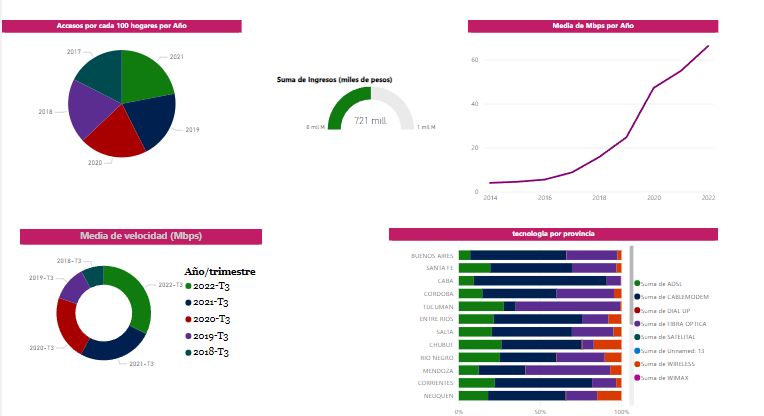 Accesos por cada 100 hogares por Año
2017
2021
2018
2019
2020
Suma de Ingresos (miles de pesos)
721 mill.
0 mil M
1 mil M
Media de Mbps por Año
60
40
20
0
2014
2016
2018
2020
2022
Media de velocidad (Mbps)
2018-T3
2019-T3
2022-T3
2020-T3
2021-T3
Año/trimestre
2022-T3
2021-T3
2020-T3
2019-T3
2018-T3
tecnologia por provincia
BUENOS AIRES
SANTA FE
CABA
CORDOBA
TUCUMAN
ENTRE RIOS
SALTA
CHUBUT
RIO NEGRO
MENDOZA
CORRIENTES
NEUQUEN
0%
50%
100%
Suma de ADSL
Suma de CABLEMODEM
Suma de DIAL UP
Suma de FIBRA OPTICA
Suma de SATELITAL
Suma de Unnamed: 13
Suma de WIRELESS
Suma de WIMAX